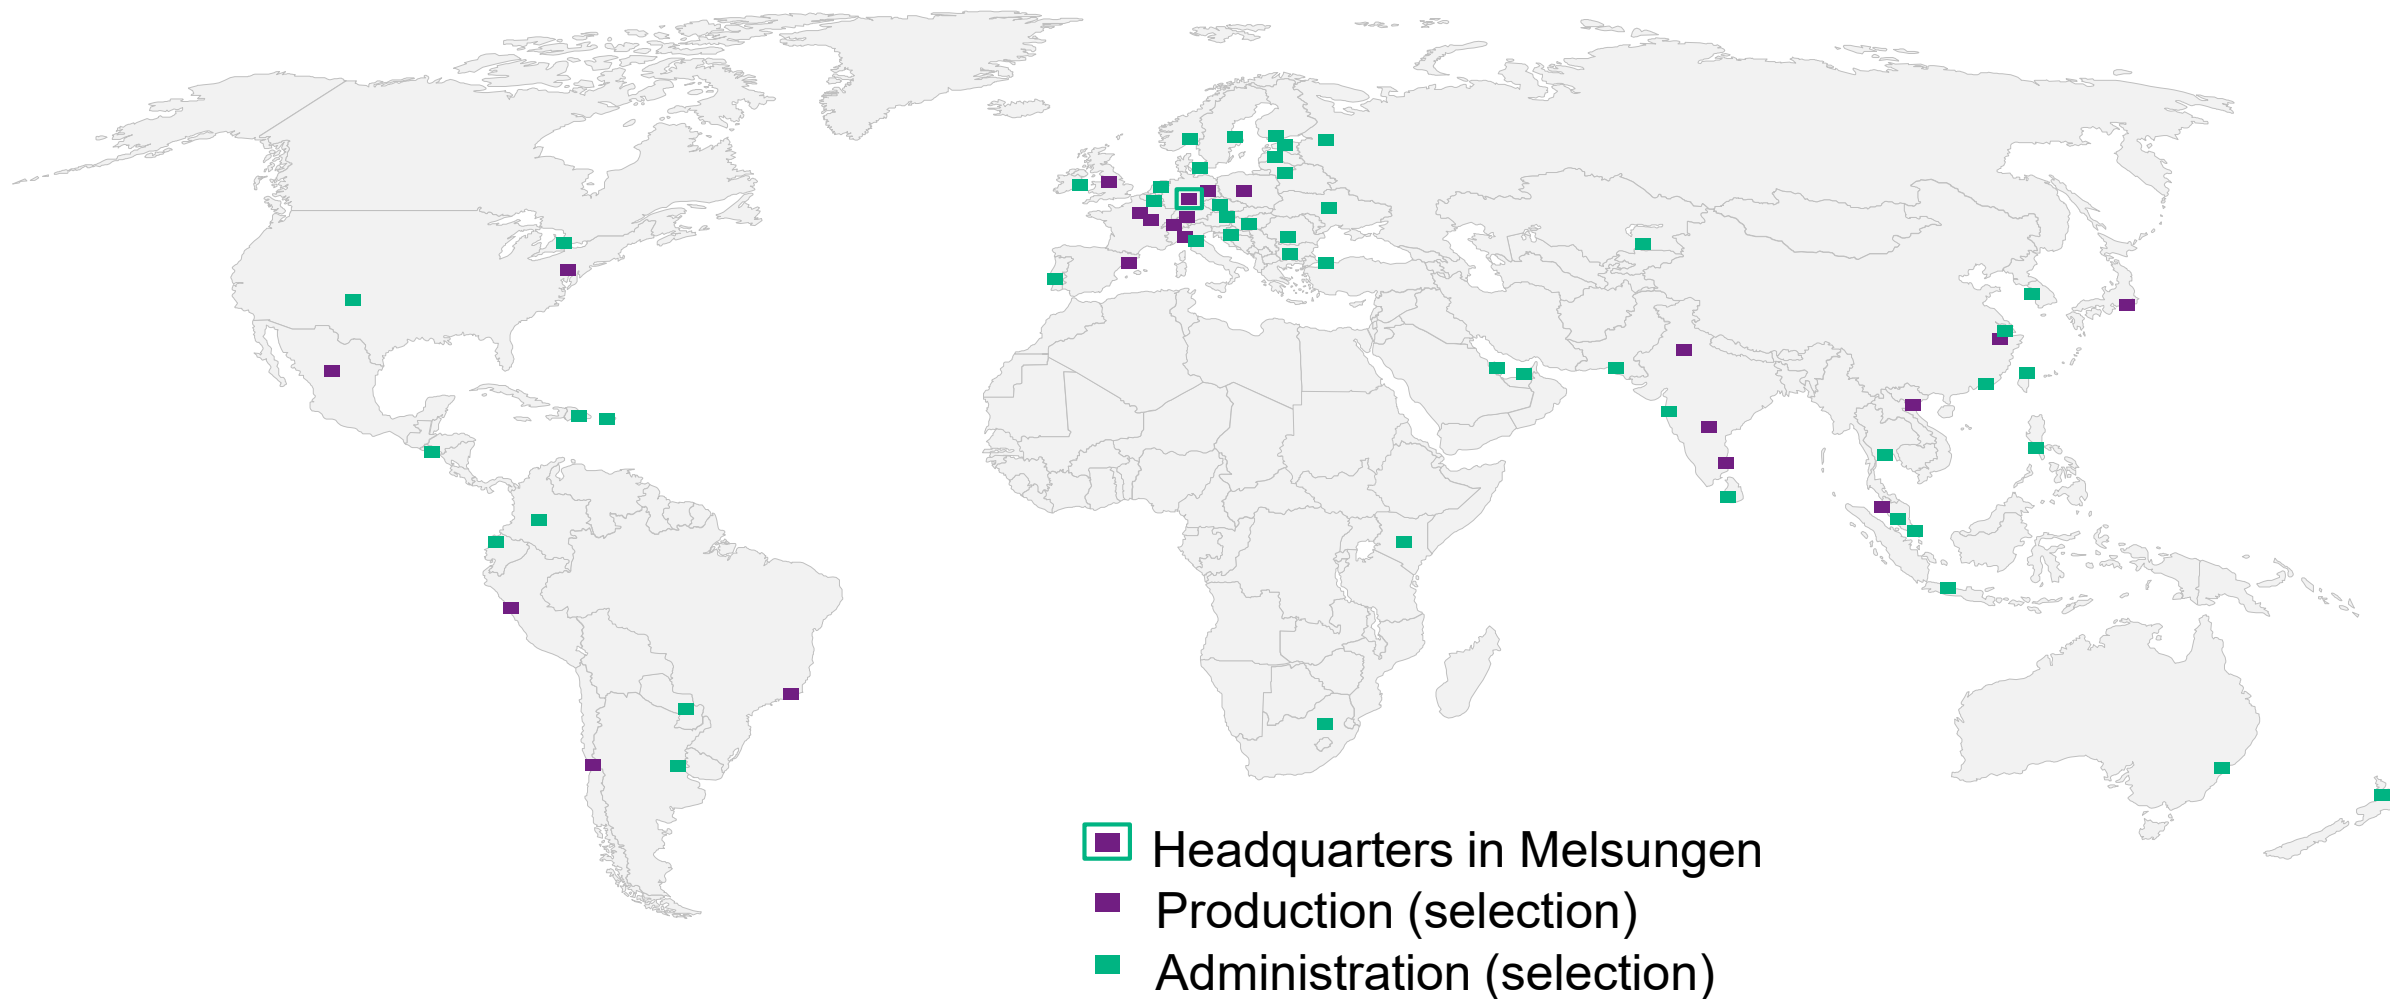 Headquarters in Melsungen
Production (selection)
Administration (selection)